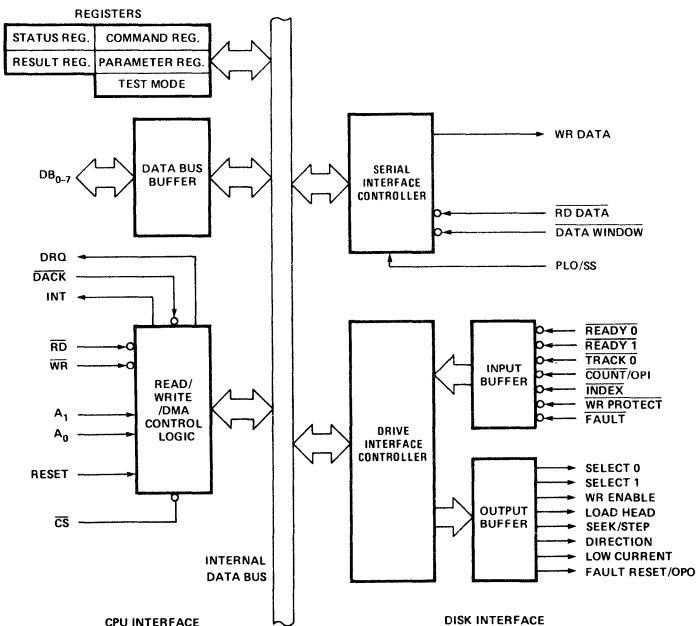 REGISTERS
STATUS REG. COMMAND REG.
RESULT REG. PARAMETER REG.
TEST MODE
DB0-7
DATA BUS
BUFFER
DRQ
DACK
INT
RD
WR
A1
A0
RESET
CS
READ/
WRITE
/DMA
CONTROL
LOGIC
INTERNAL
DATA BUS
CPU INTERFACE
SERIAL
INTERFACE
CONTROLLER
WR DATA
RD DATA
DATA WINDOW
PLO/SS
DRIVE
INTERFACE
CONTROLLER
INPUT
BUFFER
READY 0
READY 1
TRACK 0
COUNT/OPI
INDEX
WR PROTECT
FAULT
OUTPUT
BUFFER
SELECT 0
SELECT 1
WR ENABLE
LOAD HEAD
SEEK/STEP
DIRECTION
LOW CURRENT
FAULT RESET/OPO
DISK INTERFACE